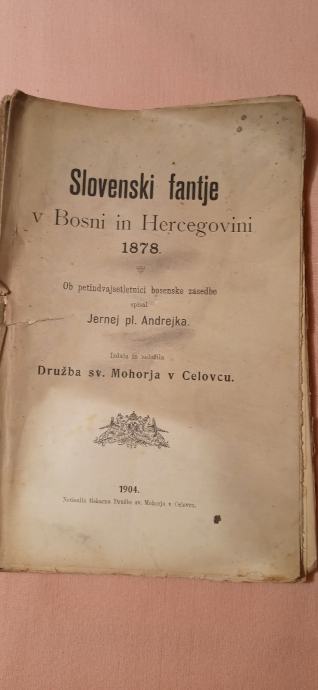 Slovenski fantje
v Bosni in Hercegovini
1878.
Ob petindvajsetletnici bosenske zasedbe
spisal
Jernej pl. Andrejka.
Izdala in založila
Družba sv. Mohorja v Celovcu.
1904.
Natisnila tiskarna Družbe sv. Mohorja v Celovcu.